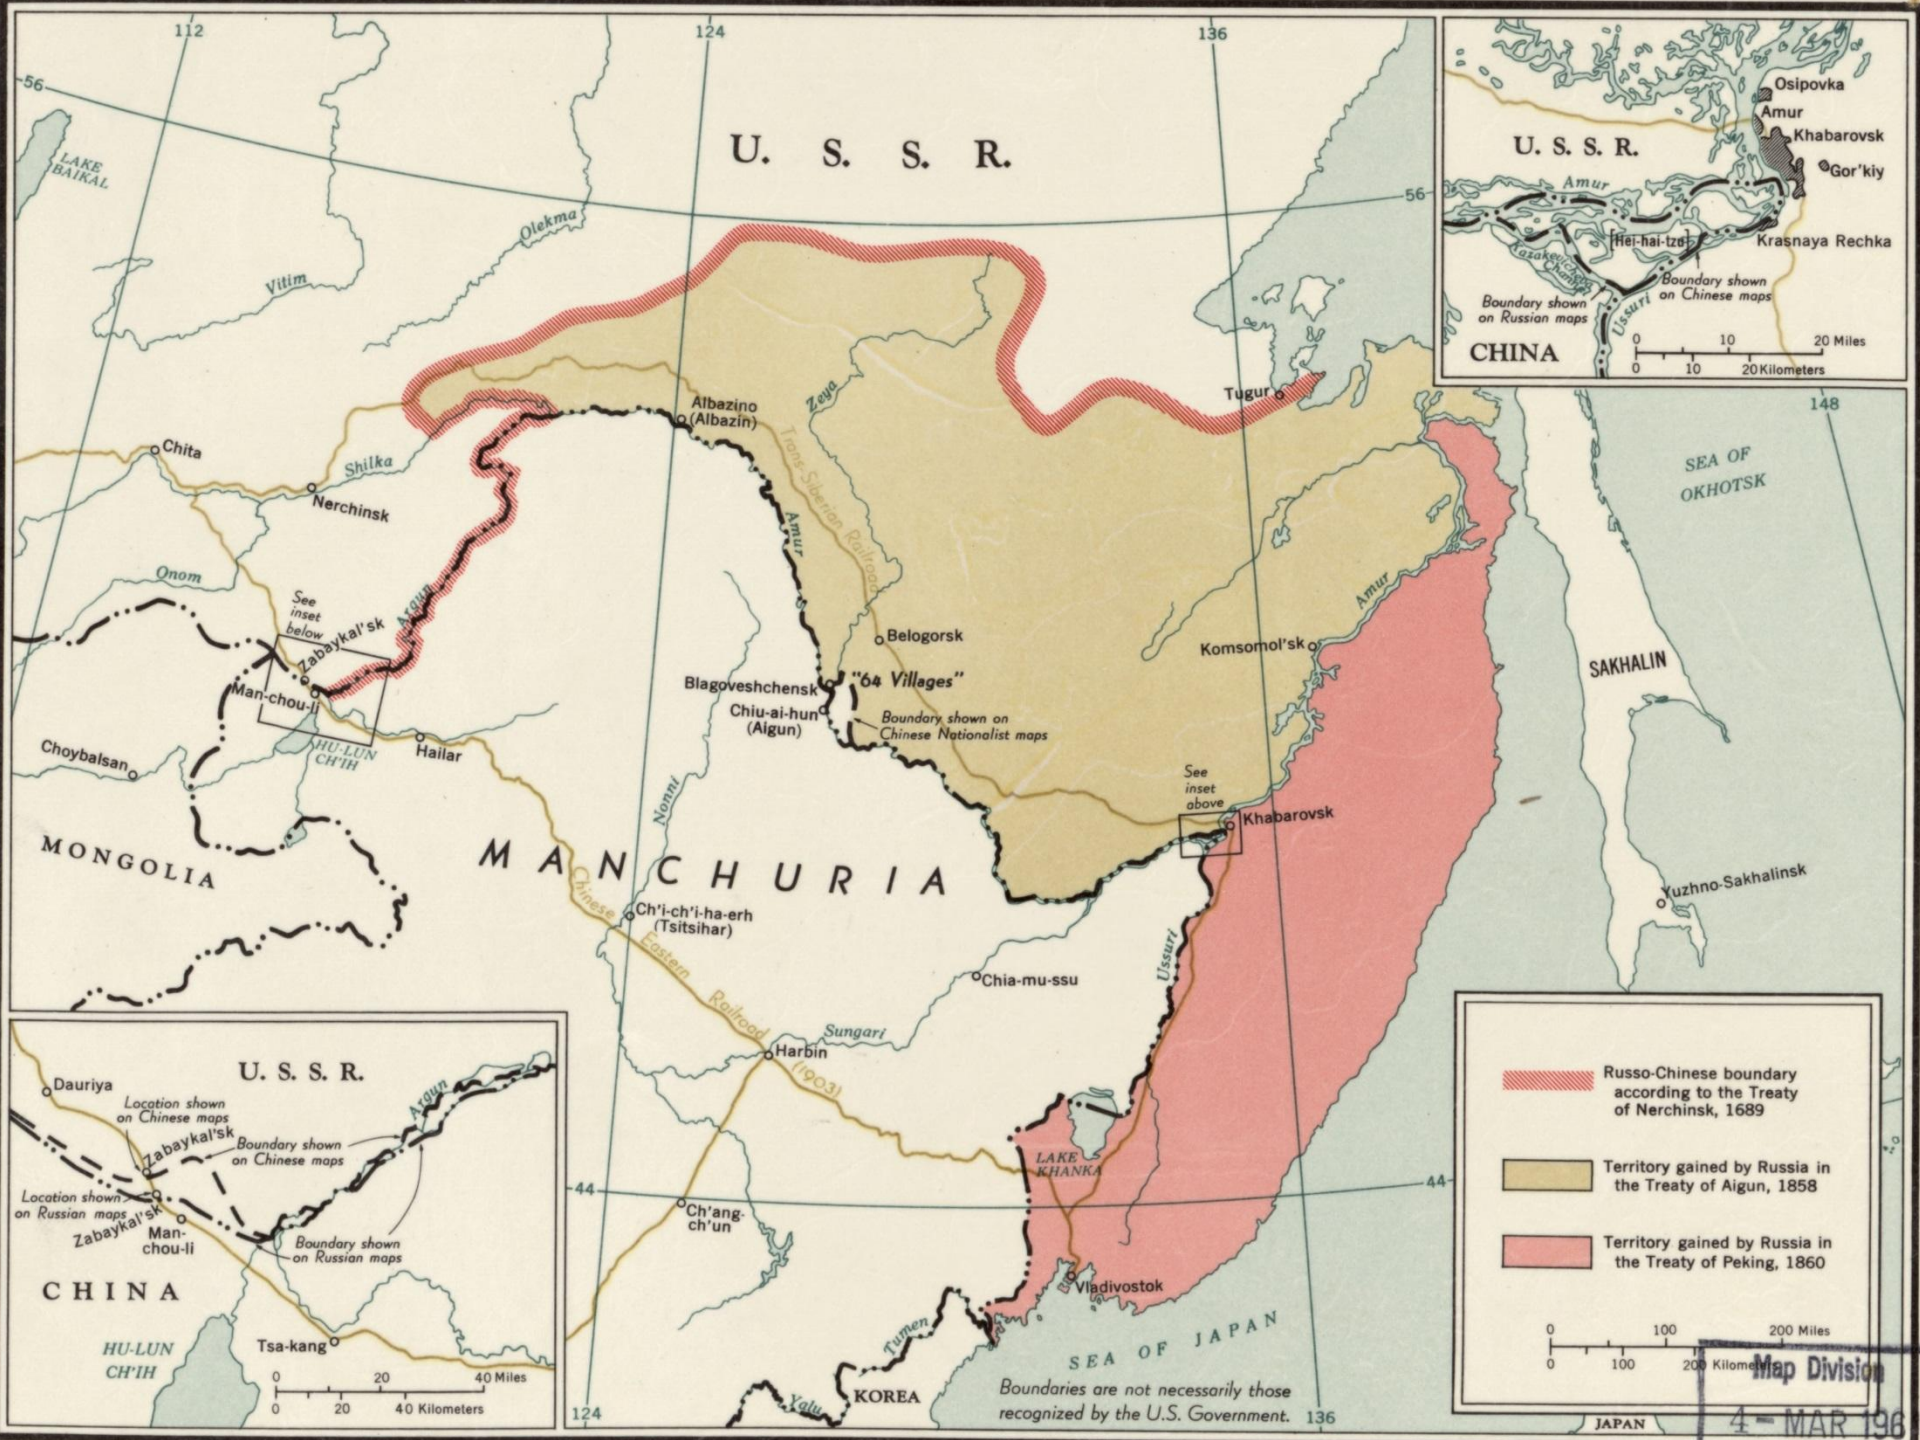 112
124
136
56
56
U. S. S. R.
LAKE
BAIKAL
Olekma
Vitim
Zeya
Tugur
Albazino
(Albazin)
Chita
Shilka
Nerchinsk
Trans-Siberian Railroad
Amur
Onom
Argun
See
inset
below
Zabaykal'sk
Man-chou-li
HU-LUN
CH'IH
Hailar
Choybalsan
MONGOLIA
MANCHURIA
Belogorsk
Blagoveshchensk
"64 Villages"
Chiu-ai-hun
(Aigun)
Boundary shown on
Chinese Nationalist maps
Komsomol'sk
Amur
See
inset
above
Khabarovsk
Nonni
Ch'i-ch'i-ha-erh
(Tsitsihar)
Chinese Eastern Railroad (1903)
Chia-mu-ssu
Sungari
Harbin
Ussuri
LAKE
KHANKA
44
44
Ch'ang-
ch'un
Vladivostok
Tumen
Yalu
KOREA
SEA OF JAPAN
Boundaries are not necessarily those
recognized by the U.S. Government.
124
136
148
SEA OF
OKHOTSK
SAKHALIN
Yuzhno-Sakhalinsk
JAPAN
Osipovka
Amur
Khabarovsk
U. S. S. R.
Gor'kiy
Amur
[Hei-hai-tzu]
Krasnaya Rechka
Kazakevicheva
Channel
Boundary shown
on Chinese maps
Boundary shown
on Russian maps
Ussuri
CHINA
0 10 20 Miles
0 10 20 Kilometers
U. S. S. R.
Dauriya
Location shown
on Chinese maps
Argun
Zabaykal'sk
Boundary shown
on Chinese maps
Location shown
on Russian maps
Zabaykal'sk
Man-
chou-li
Boundary shown
on Russian maps
CHINA
HU-LUN
CH'IH
Tsa-kang
0 20 40 Miles
0 20 40 Kilometers
Russo-Chinese boundary
according to the Treaty
of Nerchinsk, 1689
Territory gained by Russia in
the Treaty of Aigun, 1858
Territory gained by Russia in
the Treaty of Peking, 1860
0 100 200 Miles
0 100 200 Kilometers
Map Division
4 - MAR 196